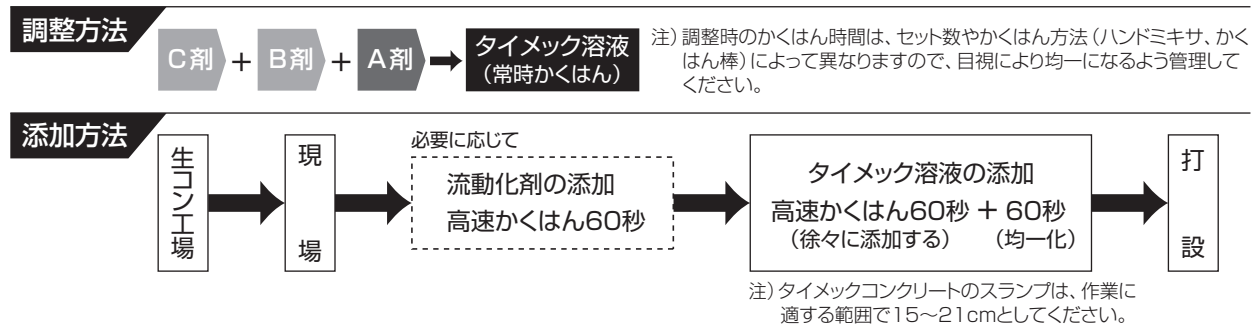 調整方法
C剤 + B剤 + A剤
タイメック溶液
(常時かくはん)
注)調整時のかくはん時間は、セット数やかくはん方法(ハンドミキサ、かく
はん棒)によって異なりますので、目視により均一になるよう管理して
ください。
添加方法
生コン工場
現場
必要に応じて
流動化剤の添加
高速かくはん60秒
タイメック溶液の添加
高速かくはん60秒 + 60秒
(徐々に添加する) (均一化)
打設
注)タイメックコンクリートのスランプは、作業に
適する範囲で15〜21cmとしてください。